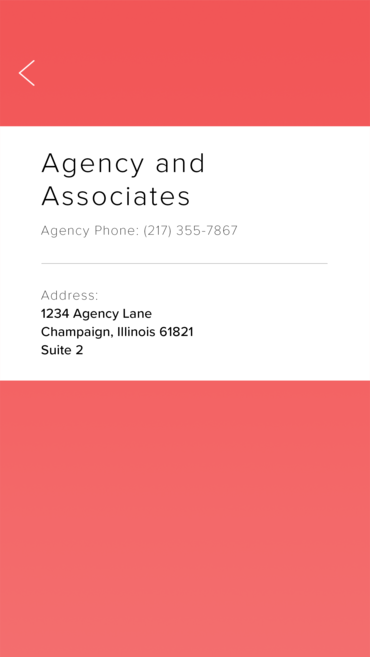 Agency and
Associates
Agency Phone: (217) 355-7867
Address:
1234 Agency Lane
Champaign, Illinois 61821
Suite 2